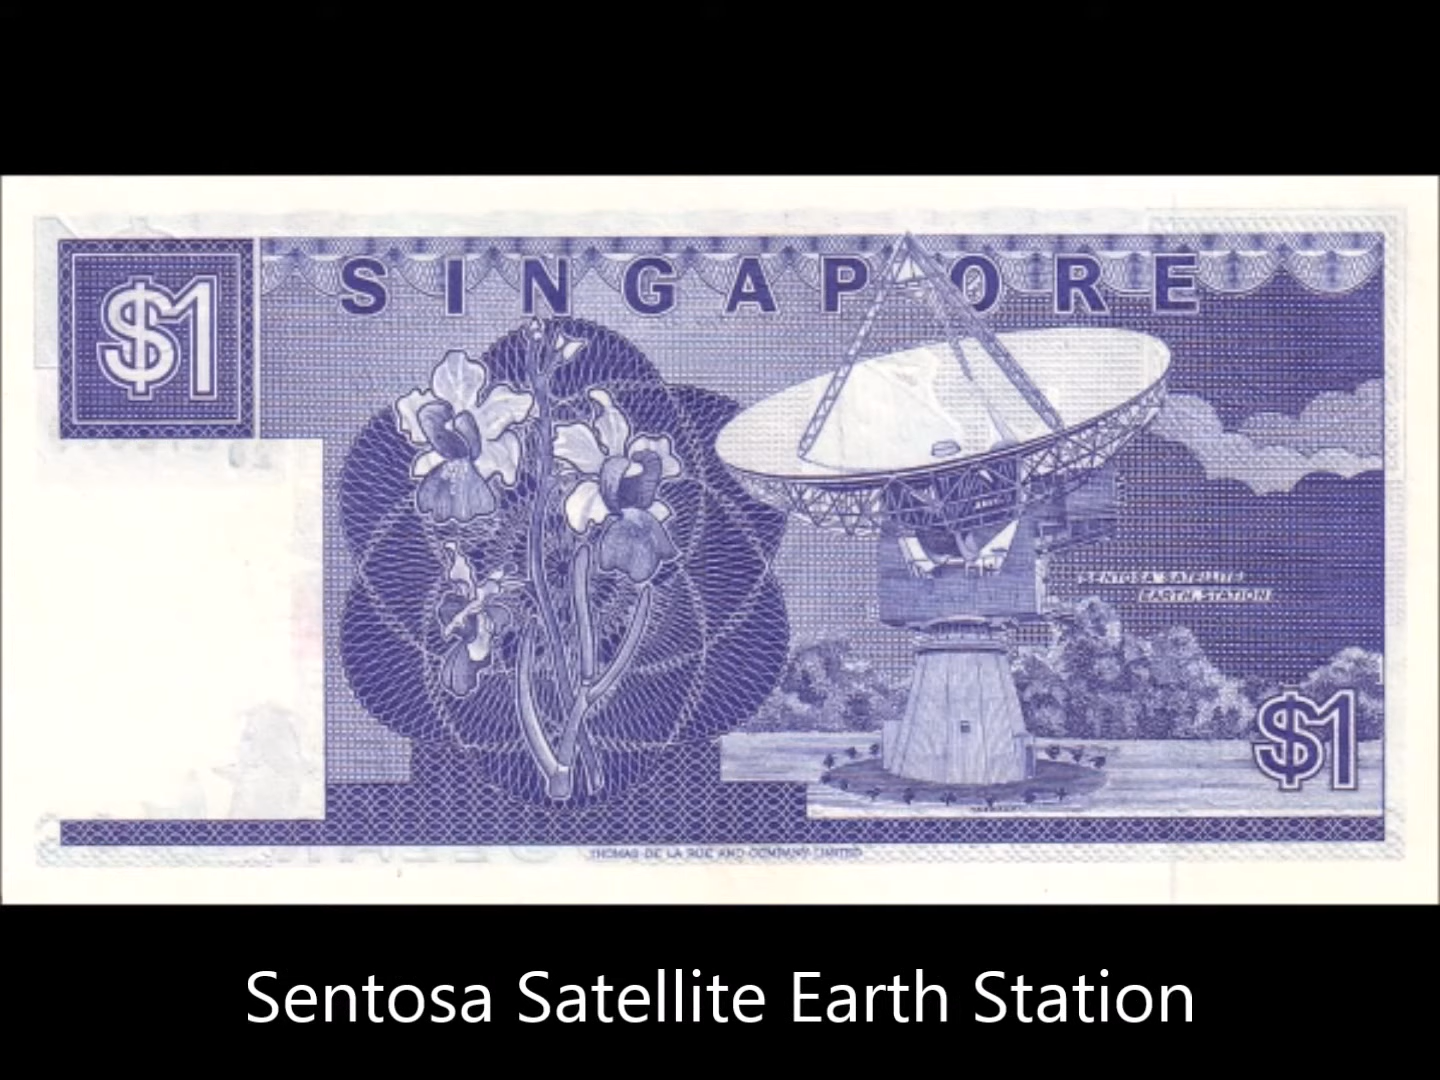 SINGAPORE
$1
SENTOSA SATELLITE
EARTH STATION
$1
THOMAS DE LA RUE AND COMPANY LIMITED
Sentosa Satellite Earth Station